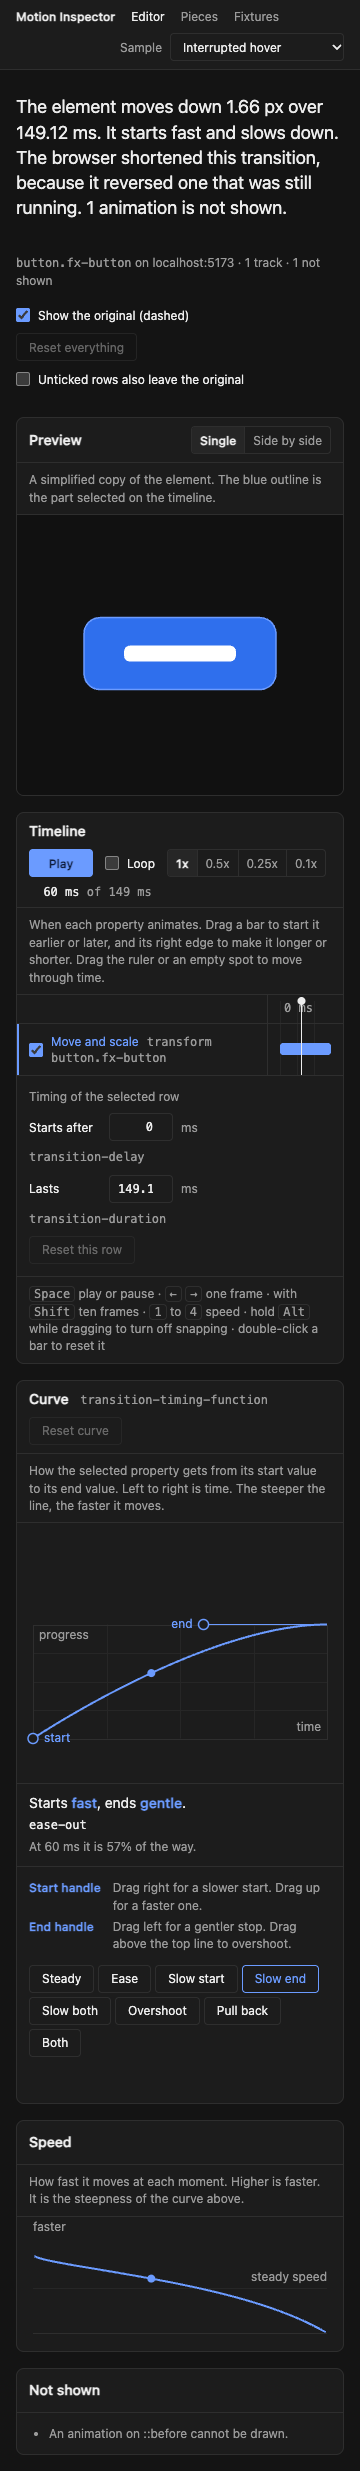 Motion Inspector Editor Pieces Fixtures
Sample Interrupted hover
The element moves down 1.66 px over
149.12 ms. It starts fast and slows down.
The browser shortened this transition,
because it reversed one that was still
running. 1 animation is not shown.
button.fx-button on localhost:5173 · 1 track · 1 not
shown
Show the original (dashed)
Reset everything
Unticked rows also leave the original
Preview Single Side by side
A simplified copy of the element. The blue outline is
the part selected on the timeline.
Timeline
Play Loop 1x 0.5x 0.25x 0.1x
60 ms of 149 ms
When each property animates. Drag a bar to start it
earlier or later, and its right edge to make it longer or
shorter. Drag the ruler or an empty spot to move
through time.
0 ms
Move and scale transform
button.fx-button
Timing of the selected row
Starts after 0 ms
transition-delay
Lasts 149.1 ms
transition-duration
Reset this row
Space play or pause · ← → one frame · with
Shift ten frames · 1 to 4 speed · hold Alt
while dragging to turn off snapping · double-click a
bar to reset it
Curve transition-timing-function
Reset curve
How the selected property gets from its start value
to its end value. Left to right is time. The steeper the
line, the faster it moves.
end
progress
time
start
Starts fast, ends gentle.
ease-out
At 60 ms it is 57% of the way.
Start handle Drag right for a slower start. Drag up
for a faster one.
End handle Drag left for a gentler stop. Drag
above the top line to overshoot.
Steady Ease Slow start Slow end
Slow both Overshoot Pull back
Both
Speed
How fast it moves at each moment. Higher is faster.
It is the steepness of the curve above.
faster
steady speed
Not shown
• An animation on ::before cannot be drawn.